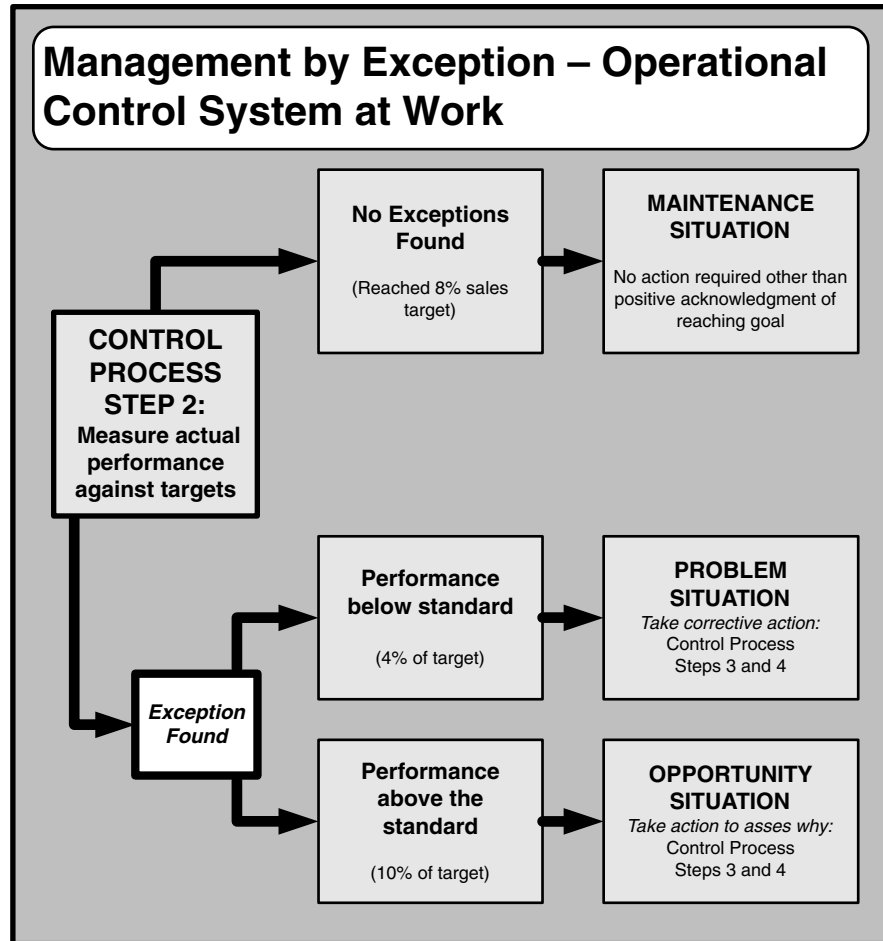 Management by Exception – Operational
Control System at Work
No Exceptions
Found
(Reached 8% sales
target)
MAINTENANCE
SITUATION
No action required other than
positive acknowledgment of
reaching goal
CONTROL
PROCESS
STEP 2:
Measure actual
performance
against targets
Performance
below standard
(4% of target)
PROBLEM
SITUATION
Take corrective action:
Control Process
Steps 3 and 4
Exception
Found
Performance
above the
standard
(10% of target)
OPPORTUNITY
SITUATION
Take action to asses why:
Control Process
Steps 3 and 4